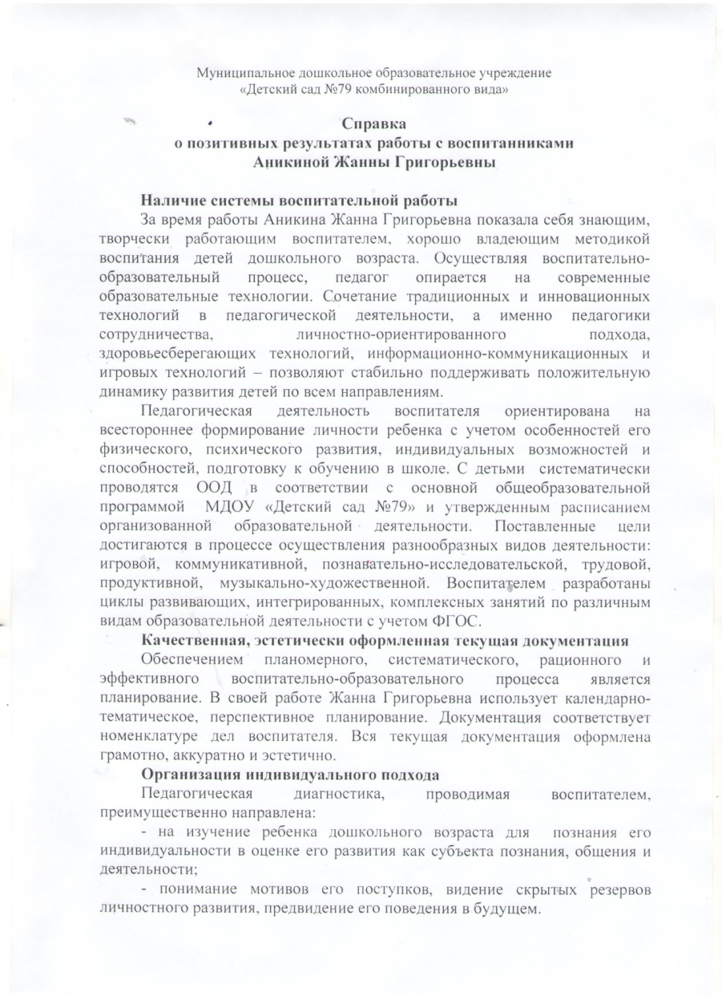 Муниципальное дошкольное образовательное учреждение
«Детский сад №79 комбинированного вида»
Справка
о позитивных результатах работы с воспитанниками
Аникиной Жанны Григорьевны
Наличие системы воспитательной работы
За время работы Аникина Жанна Григорьевна показала себя знающим,
творчески работающим воспитателем, хорошо владеющим методикой
воспитания детей дошкольного возраста. Осуществляя воспитательно-
образовательный процесс, педагог опирается на современные
образовательные технологии. Сочетание традиционных и инновационных
технологий в педагогической деятельности, а именно педагогики
сотрудничества, личностно-ориентированного подхода,
здоровьесберегающих технологий, информационно-коммуникационных и
игровых технологий – позволяют стабильно поддерживать положительную
динамику развития детей по всем направлениям.
Педагогическая деятельность воспитателя ориентирована на
всестороннее формирование личности ребенка с учетом особенностей его
физического, психического развития, индивидуальных возможностей и
способностей, подготовку к обучению в школе. С детьми систематически
проводятся ООД в соответствии с основной общеобразовательной
программой МДОУ «Детский сад №79» и утвержденным расписанием
организованной образовательной деятельности. Поставленные цели
достигаются в процессе осуществления разнообразных видов деятельности:
игровой, коммуникативной, познавательно-исследовательской, трудовой,
продуктивной, музыкально-художественной. Воспитателем разработаны
циклы развивающих, интегрированных, комплексных занятий по различным
видам образовательной деятельности с учетом ФГОС.
Качественная, эстетически оформленная текущая документация
Обеспечением планомерного, систематического, рационного и
эффективного воспитательно-образовательного процесса является
планирование. В своей работе Жанна Григорьевна использует календарно-
тематическое, перспективное планирование. Документация соответствует
номенклатуре дел воспитателя. Вся текущая документация оформлена
грамотно, аккуратно и эстетично.
Организация индивидуального подхода
Педагогическая диагностика, проводимая воспитателем,
преимущественно направлена:
- на изучение ребенка дошкольного возраста для познания его
индивидуальности в оценке его развития как субъекта познания, общения и
деятельности;
- понимание мотивов его поступков, видение скрытых резервов
личностного развития, предвидение его поведения в будущем.